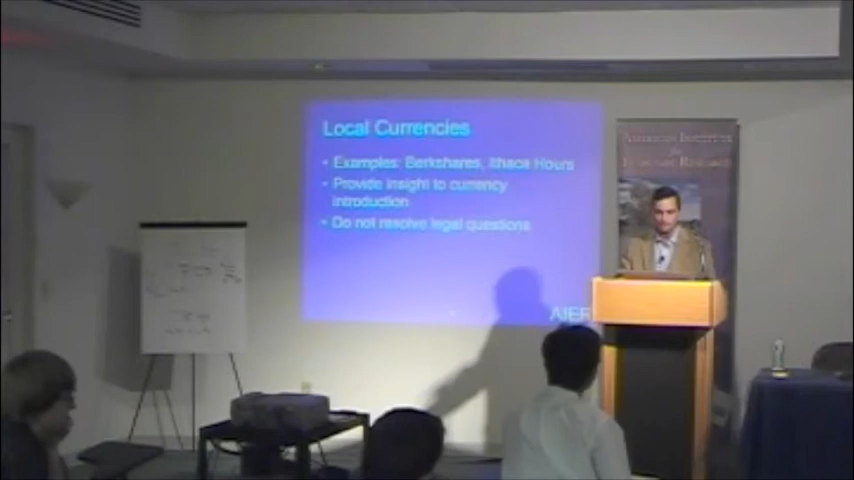 Local Currencies
• Examples: Berkshares, Ithaca Hours
• Provide insight to currency
introduction
• Do not resolve legal questions
AIER
American Institute
for
Economic Research